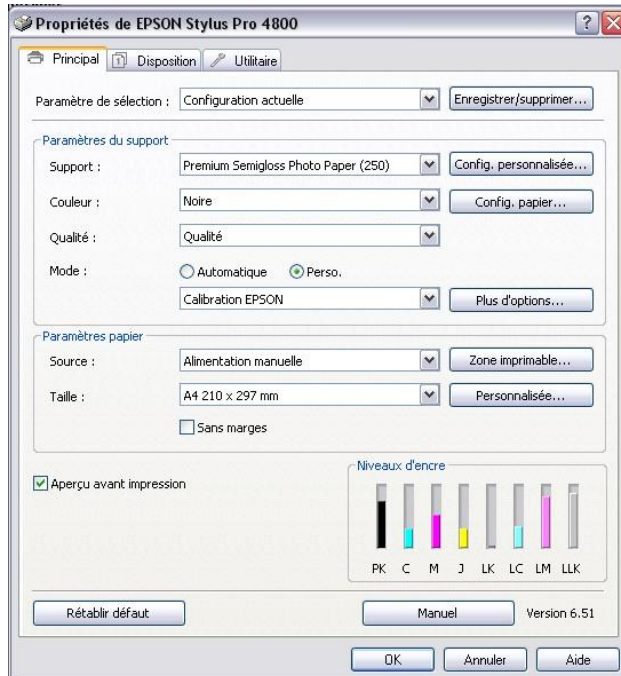 Propriétés de EPSON Stylus Pro 4800
Principal Disposition Utilitaire
Paramètre de sélection : Configuration actuelle Enregistrer/supprimer...
Paramètres du support
Support : Premium Semigloss Photo Paper (250) Config. personnalisée...
Couleur : Noire Config. papier...
Qualité : Qualité
Mode : Automatique Perso.
Calibration EPSON Plus d'options...
Paramètres papier
Source : Alimentation manuelle Zone imprimable...
Taille : A4 210 x 297 mm Personnalisée...
Sans marges
Aperçu avant impression
Niveaux d'encre
PK C M J LK LC LM LLK
Rétablir défaut Manuel Version 6.51
OK Annuler Aide